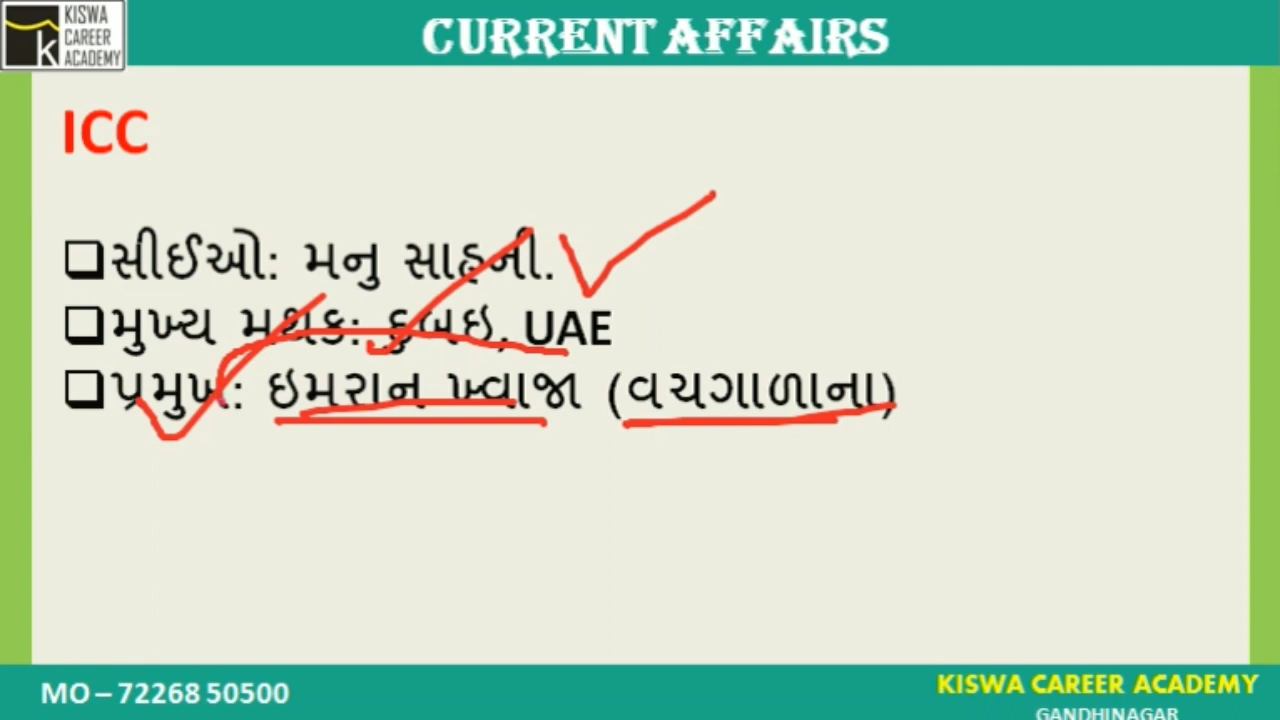 KISWA
CAREER
ACADEMY
CURRENT AFFAIRS
ICC
સીઈઓ: મનુ સાહની.
મુખ્ય મથક: દુબઇ, UAE
પ્રમુખ: ઇમરાન ખ્વાજા (વચગાળાના)
MO – 72268 50500
KISWA CAREER ACADEMY
GANDHINAGAR